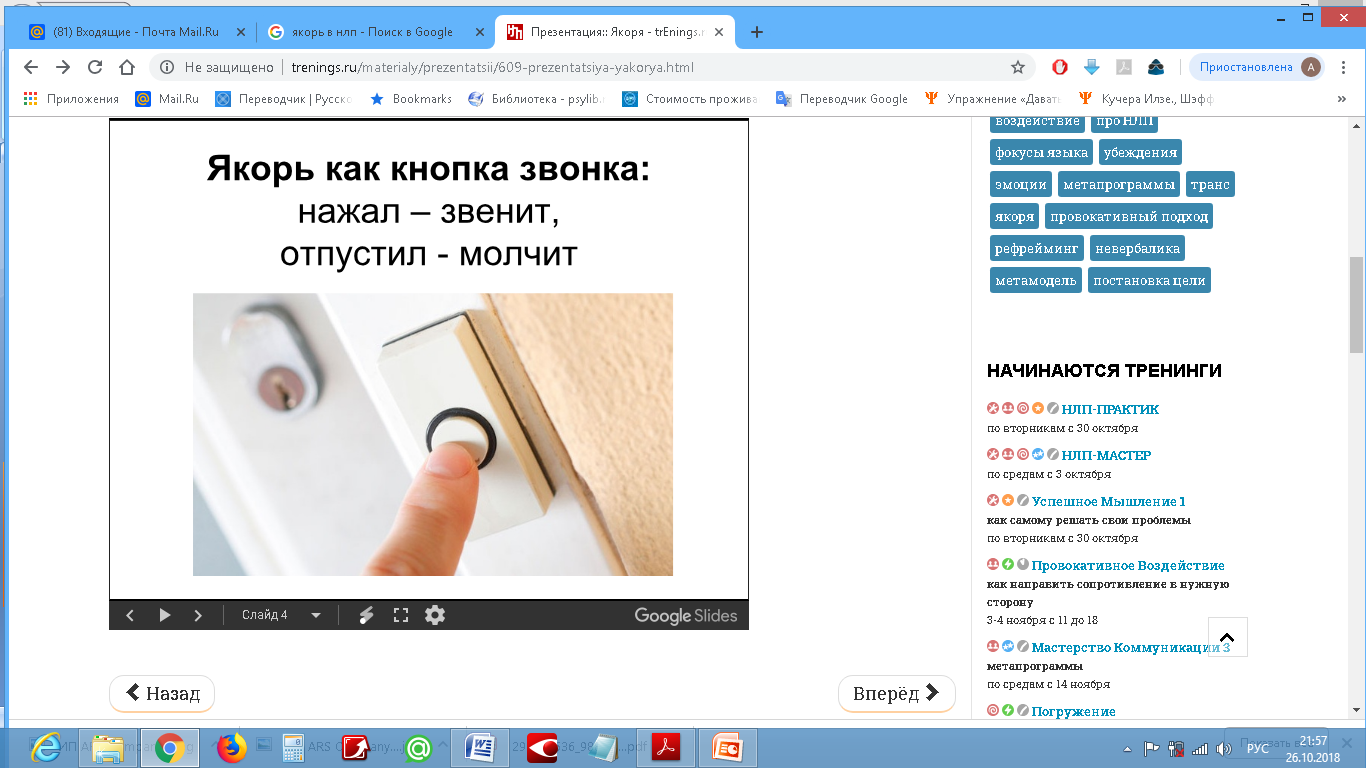 (81) Входящие - Почта Mail.Ru
якорь в нлп - Поиск в Google
Презентация:: Якоря - trEnings.r
Не защищено
trenings.ru/materialy/prezentatsii/609-prezentatsiya-yakorya.html
Приостановлена
А
Приложения
Mail.Ru
Переводчик | Русско
Bookmarks
Библиотека - psylib.
Стоимость прожива
Переводчик Google
Упражнение «Давать
Кучера Илзе., Шэфф
Якорь как кнопка звонка:
нажал – звенит,
отпустил - молчит
Слайд 4
Google Slides
Назад
Вперёд
воздействие про НЛП
фокусы языка убеждения
эмоции метапрограммы транс
якоря провокативный подход
рефрейминг невербалика
метамодель постановка цели
НАЧИНАЮТСЯ ТРЕНИНГИ
НЛП-ПРАКТИК
по вторникам с 30 октября
НЛП-МАСТЕР
по средам с 3 октября
Успешное Мышление 1
как самому решать свои проблемы
по вторникам с 30 октября
Провокативное Воздействие
как направить сопротивление в нужную
сторону
3-4 ноября с 11 до 18
Мастерство Коммуникации 3
метапрограммы
по средам с 14 ноября
Погружение
РУС
21:57
26.10.2018